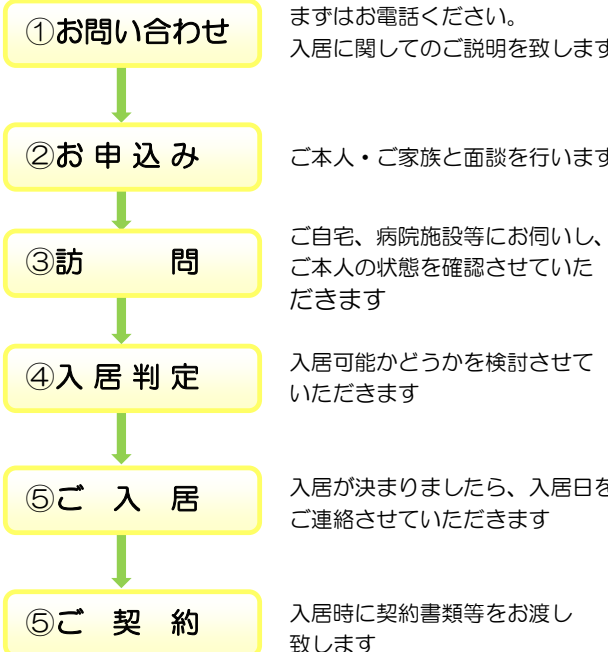 ①お問い合わせ
まずはお電話ください。
入居に関してのご説明を致します
②お申込み
ご本人・ご家族と面談を行います
③訪　　問
ご自宅、病院施設等にお伺いし、
ご本人の状態を確認させていた
だきます
④入居判定
入居可能かどうかを検討させて
いただきます
⑤ご　入　居
入居が決まりましたら、入居日を
ご連絡させていただきます
⑤ご　契　約
入居時に契約書類等をお渡し
致します